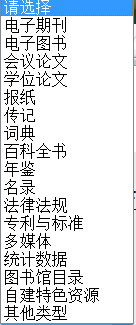 请选择
电子期刊
电子图书
会议论文
学位论文
报纸
传记
词典
百科全书
年鉴
名录
法律法规
专利与标准
多媒体
统计数据
图书馆目录
自建特色资源
其他类型